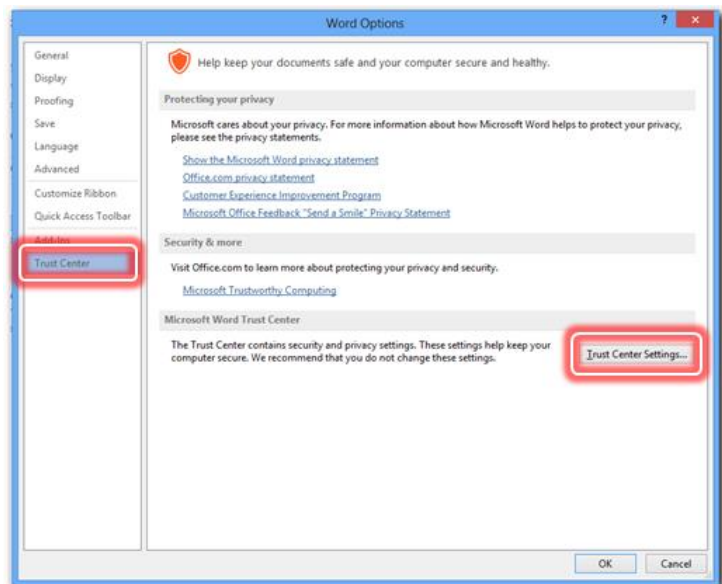 Word Options
?
General
Display
Proofing
Save
Language
Advanced
Customize Ribbon
Quick Access Toolbar
Add-Ins
Trust Center
Help keep your documents safe and your computer secure and healthy.
Protecting your privacy
Microsoft cares about your privacy. For more information about how Microsoft Word helps to protect your privacy,
please see the privacy statements.
Show the Microsoft Word privacy statement
Office.com privacy statement
Customer Experience Improvement Program
Microsoft Office Feedback "Send a Smile" Privacy Statement
Security & more
Visit Office.com to learn more about protecting your privacy and security.
Microsoft Trustworthy Computing
Microsoft Word Trust Center
The Trust Center contains security and privacy settings. These settings help keep your
computer secure. We recommend that you do not change these settings.
Trust Center Settings...
OK
Cancel